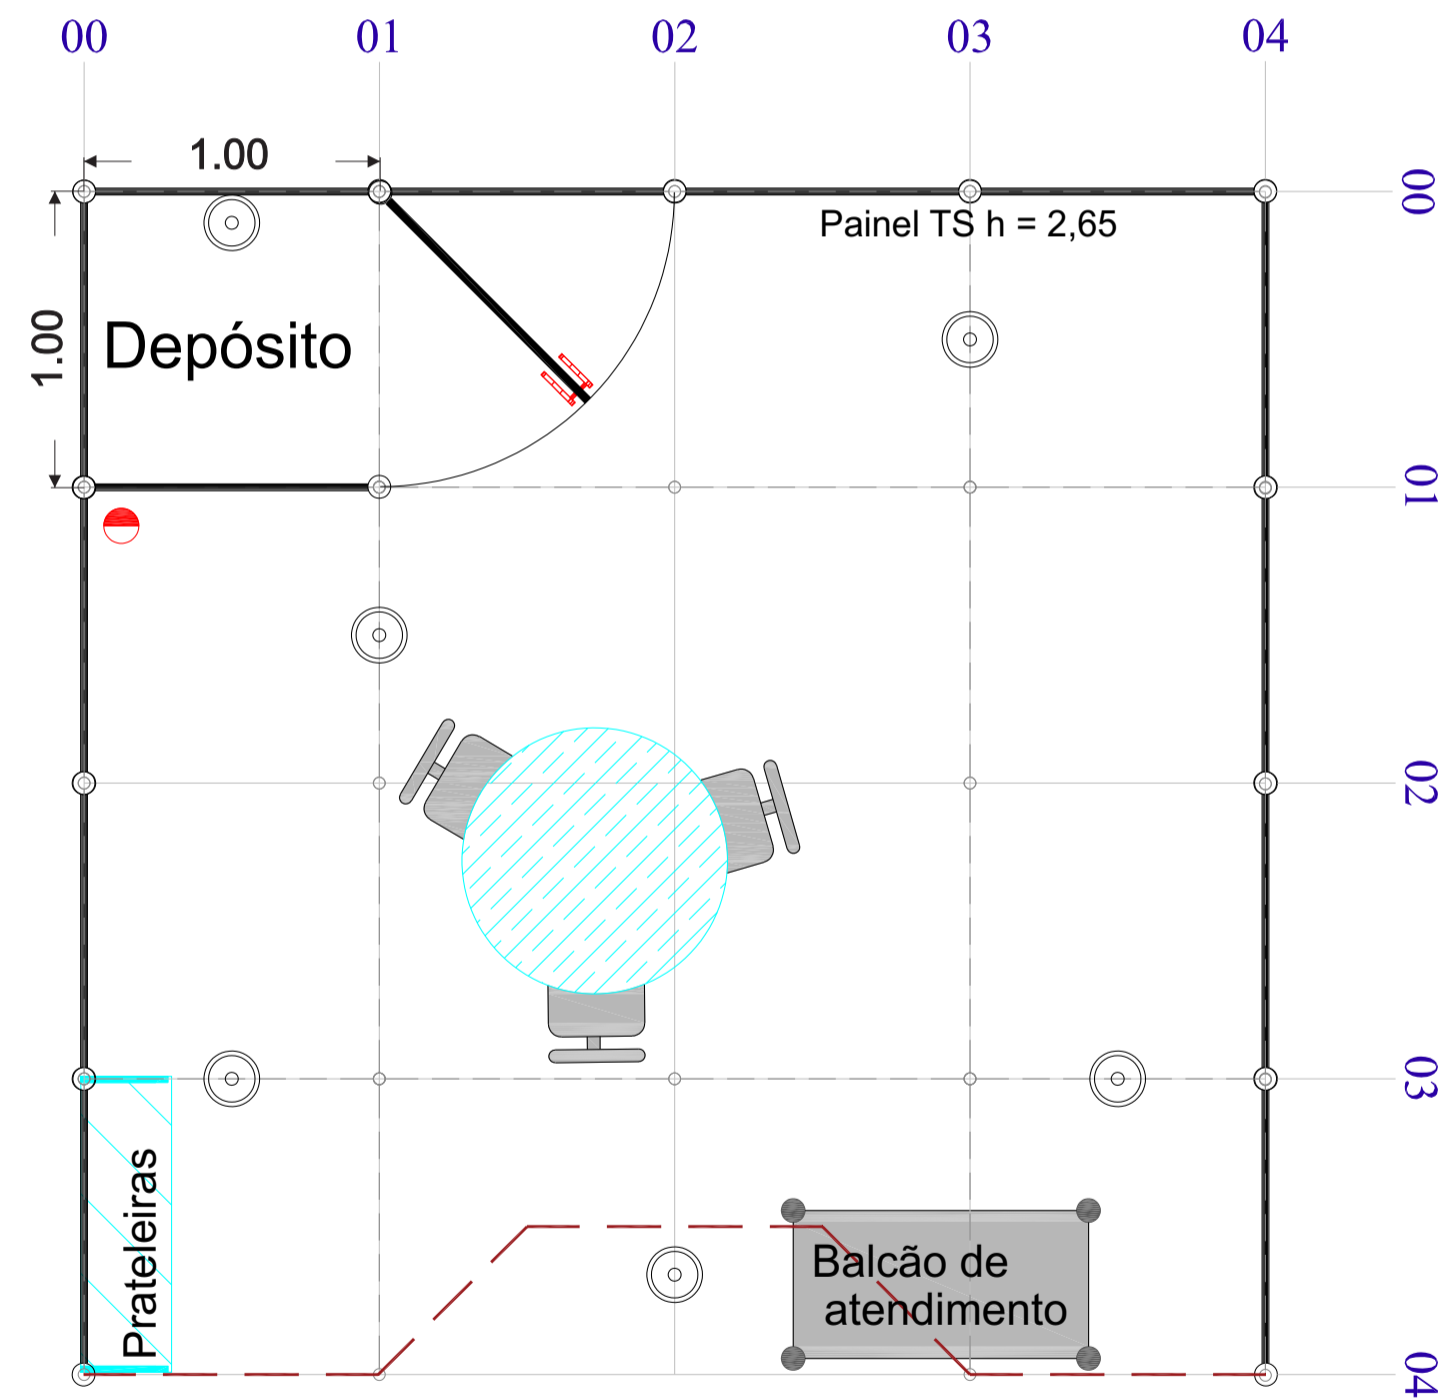 00 01 02 03 04
1.00
00
Painel TS h = 2,65
1.00
Depósito
01
02
03
Prateleiras
Balcão de
atendimento
04